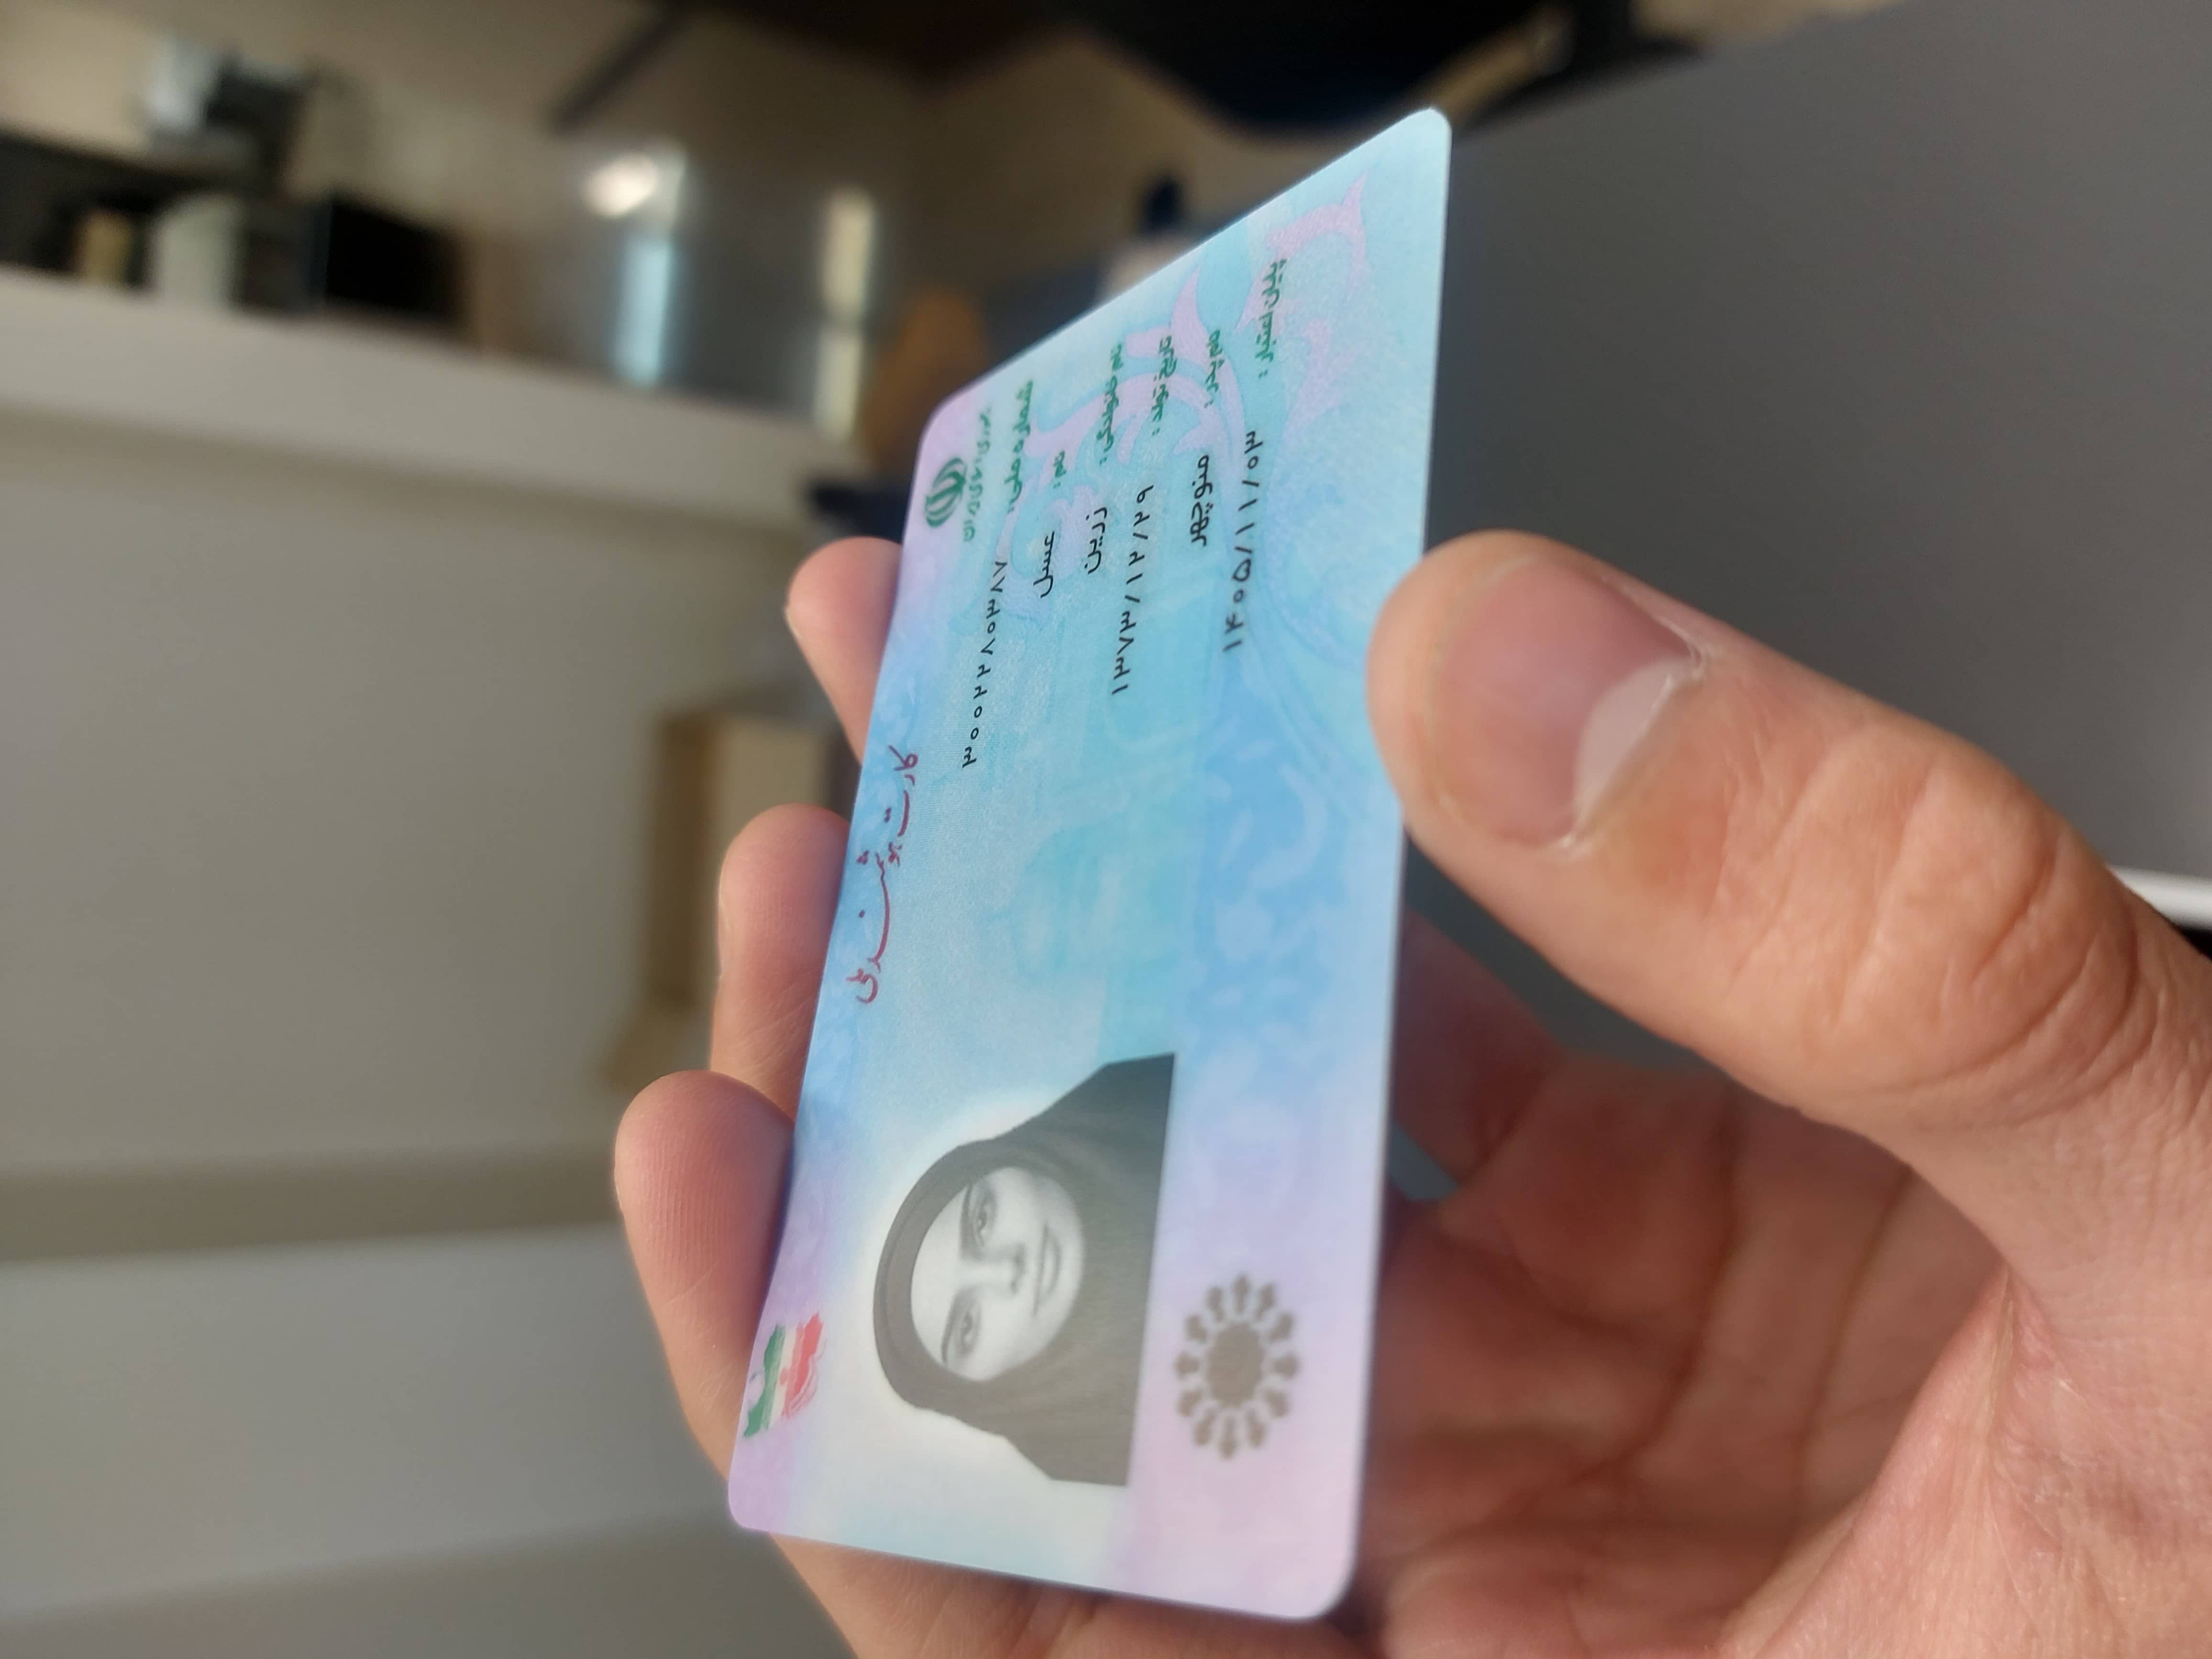 جمهوری اسلامی ایران
کارت هوشمند ملی
شماره ملی: ۳۰۰۲۲۸۰۳۸۷
نام: عسل
نام خانوادگی: زرین
تاریخ تولد: ۱۳۷۳/۱۲/۲۹
نام پدر: منوچهر
پایان اعتبار: ۱۴۰۵/۱۱/۰۳